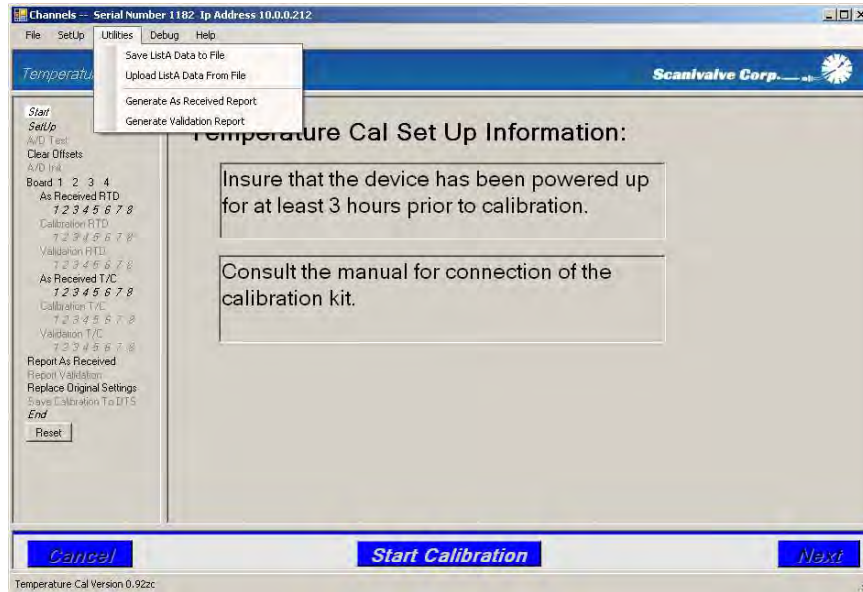 Channels -- Serial Number 1182 Ip Address 10.0.0.212
File SetUp Utilities Debug Help
Save ListA Data to File
Upload ListA Data From File
Generate As Received Report
Generate Validation Report
Temperatu
Scanivalve Corp.
Start
SetUp
A/D Test
Clear Offsets
A/D Init
Board 1 2 3 4
As Received RTD
1 2 3 4 5 6 7 8
Calibration RTD
1 2 3 4 5 6 7 8
Validation RTD
1 2 3 4 5 6 7 8
As Received T/C
1 2 3 4 5 6 7 8
Calibration T/C
1 2 3 4 5 6 7 8
Validation T/C
1 2 3 4 5 6 7 8
Report As Received
Report Validation
Replace Original Settings
Save Calibration To DTS
End
Reset
Temperature Cal Set Up Information:
Insure that the device has been powered up
for at least 3 hours prior to calibration.
Consult the manual for connection of the
calibration kit.
Cancel
Start Calibration
Next
Temperature Cal Version 0.92zc